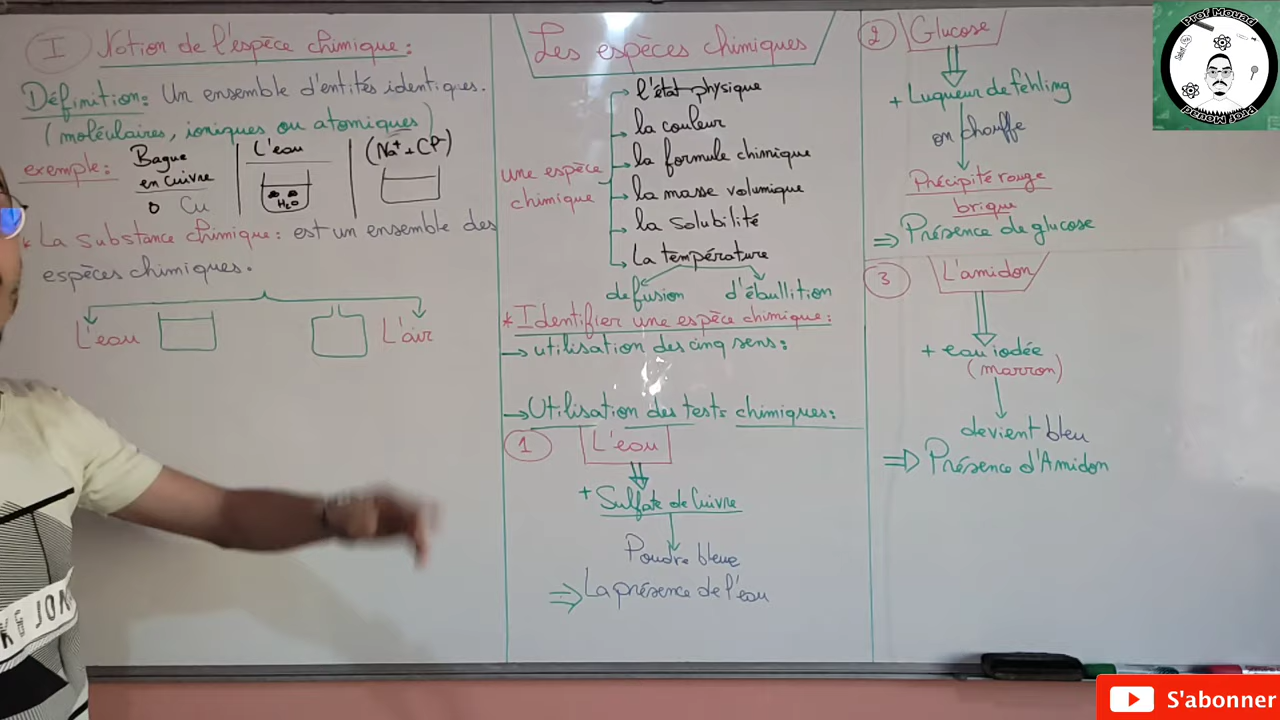 I Notion de l'espèce chimique:
Définition: Un ensemble d'entités identiques.
(moléculaires, ioniques ou atomiques)
exemple: Bague en cuivre
Cu
L'eau
H₂O
(Na⁺ + Cl⁻)
* La substance chimique: est un ensemble des
espèces chimiques.
L'eau
L'air
Les espèces chimiques
une espèce
chimique
l'état physique
la couleur
la formule chimique
la masse volumique
la solubilité
la température
de fusion d'ébullition
* Identifier une espèce chimique:
→ utilisation des cinq sens:
→ Utilisation des tests chimiques:
1 L'eau
+ Sulfate de Cuivre
Poudre bleue
⇒ La présence de l'eau
2 Glucose
+ Luqueur de fehling
on chauffe
Précipité rouge
brique
⇒ Présence de glucose
3 L'amidon
+ eau iodée
(marron)
devient bleu
⇒ Présence d'Amidon
Prof Mouad
Prof Mouad
S'abonner